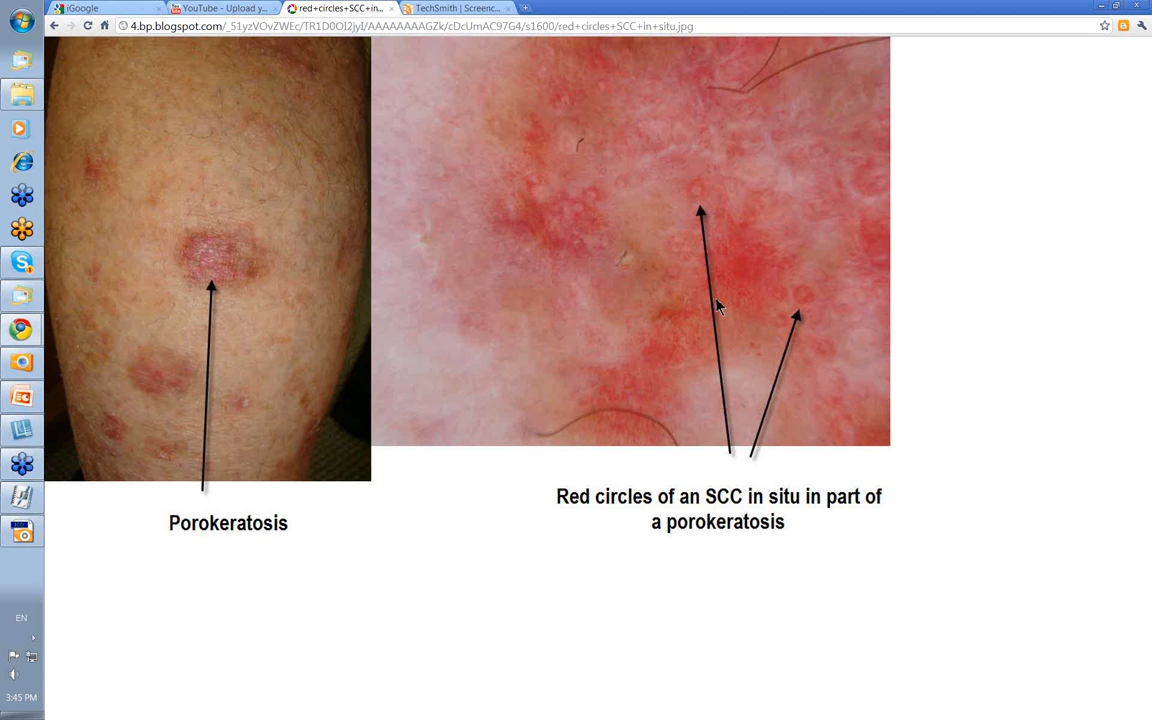 iGoogle
YouTube - Upload y...
red+circles+SCC+in...
TechSmith | Screenc...
4.bp.blogspot.com/_51yzVOvZWEc/TR1D0OI2jyI/AAAAAAAAGZk/cDcUmAC97G4/s1600/red+circles+SCC+in+situ.jpg
Porokeratosis
Red circles of an SCC in situ in part of
a porokeratosis
EN
3:45 PM